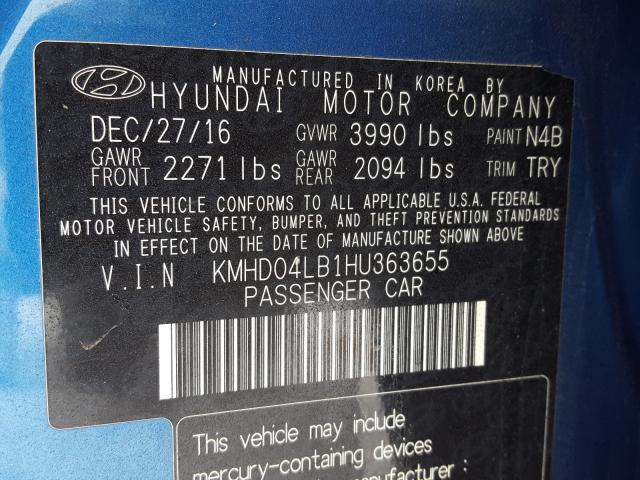 MANUFACTURED IN KOREA BY
HYUNDAI MOTOR COMPANY
DEC/27/16 GVWR 3990 lbs PAINT N4B
GAWR FRONT 2271 lbs GAWR REAR 2094 lbs TRIM TRY
THIS VEHICLE CONFORMS TO ALL APPLICABLE U.S.A. FEDERAL
MOTOR VEHICLE SAFETY, BUMPER, AND THEFT PREVENTION STANDARDS
IN EFFECT ON THE DATE OF MANUFACTURE SHOWN ABOVE
V.I.N KMHD04LB1HU363655
PASSENGER CAR
This vehicle may include
mercury-containing devices
manufacturer :